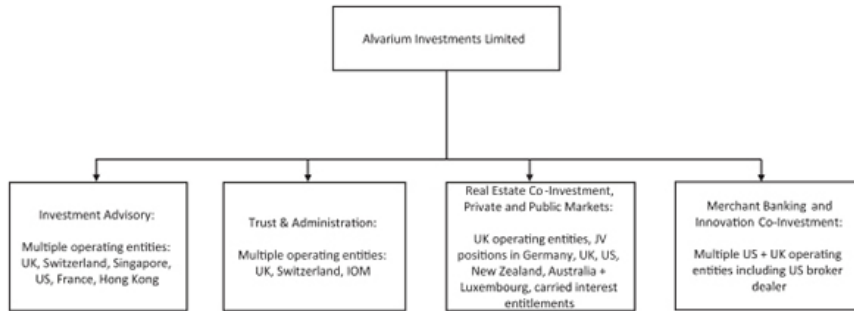 Alvarium Investments Limited
Investment Advisory:
Multiple operating entities:
UK, Switzerland, Singapore,
US, France, Hong Kong
Trust & Administration:
Multiple operating entities:
UK, Switzerland, IOM
Real Estate Co-Investment,
Private and Public Markets:
UK operating entities, JV
positions in Germany, UK, US,
New Zealand, Australia +
Luxembourg, carried interest
entitlements
Merchant Banking and
Innovation Co-Investment:
Multiple US + UK operating
entities including US broker
dealer